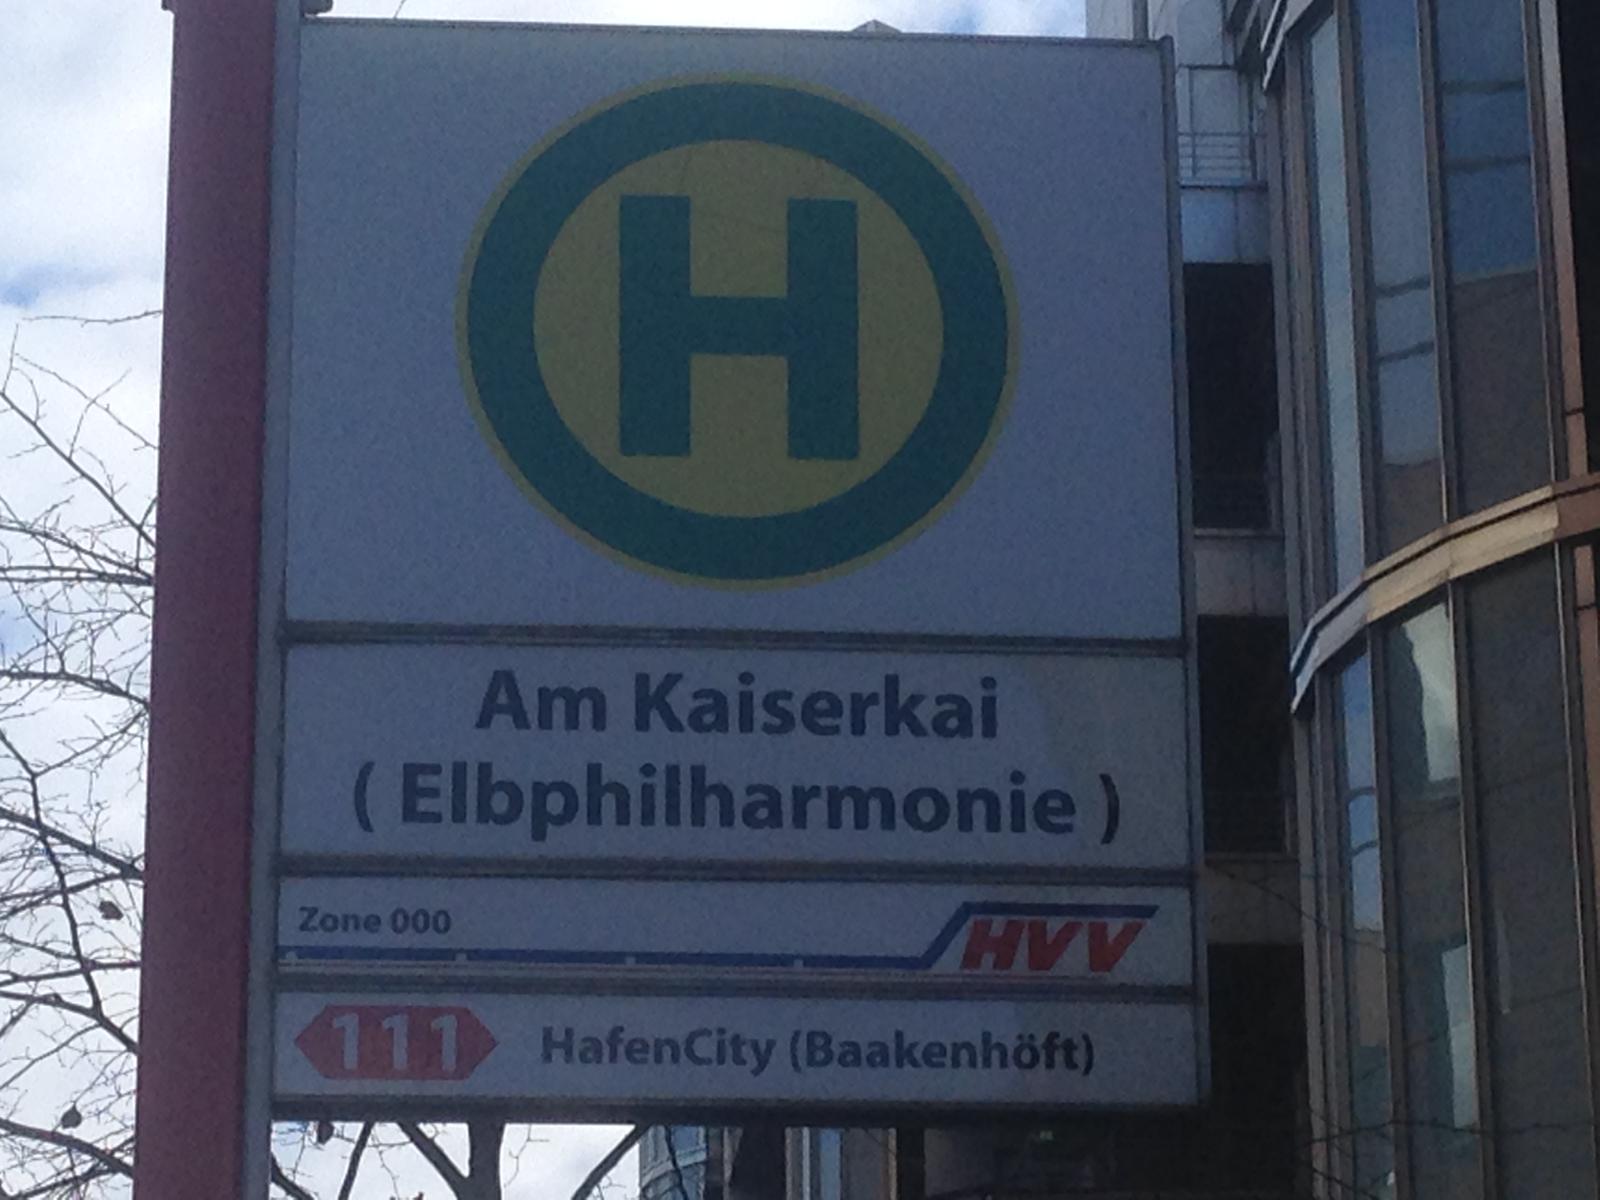 H
Am Kaiserkai
( Elbphilharmonie )
Zone 000
HVV
111 HafenCity (Baakenhöft)